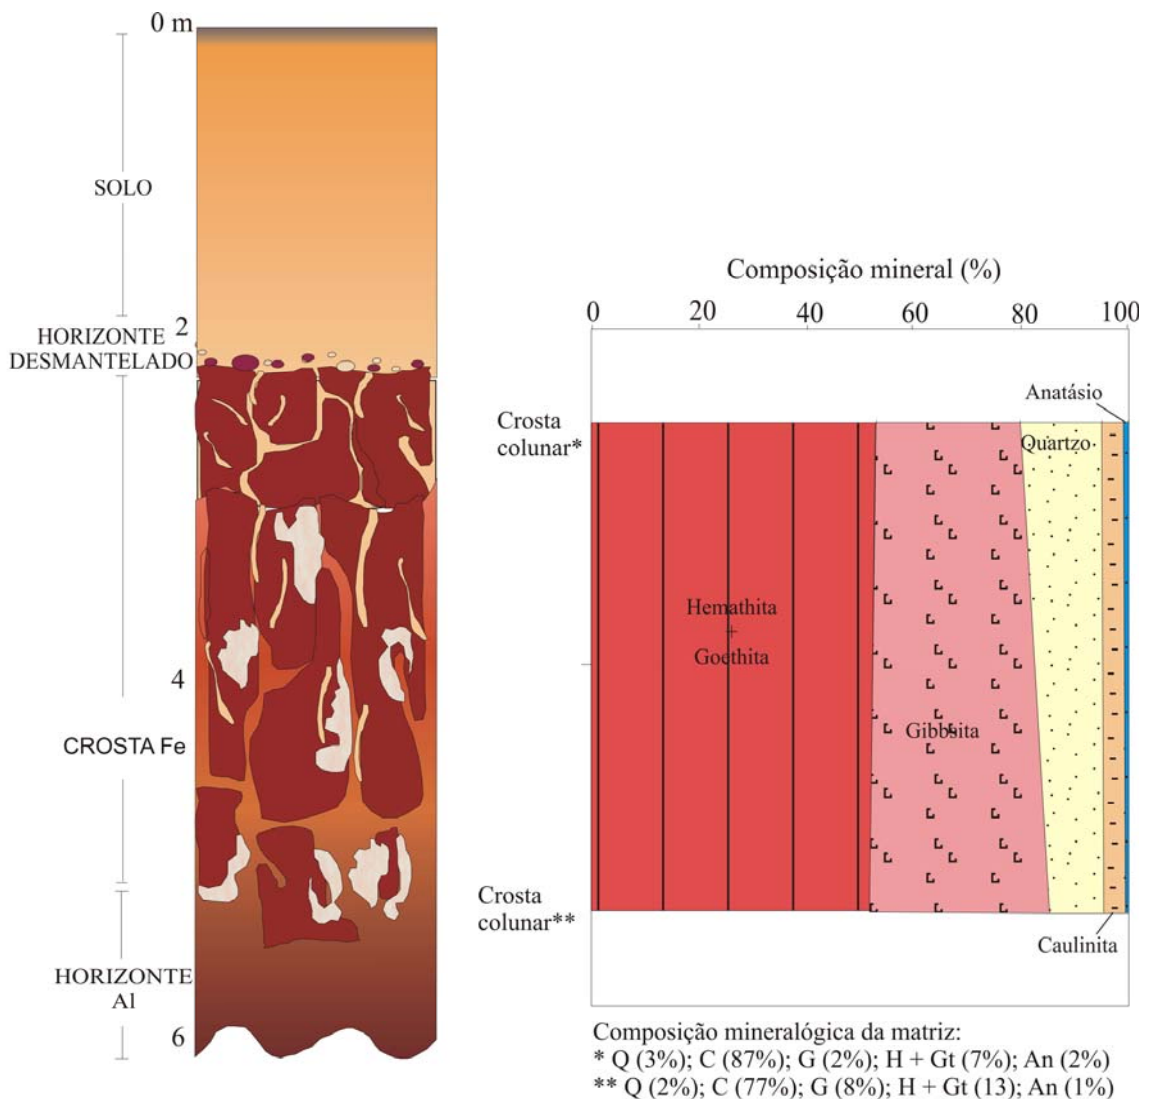 0 m
SOLO
2
HORIZONTE
DESMANTELADO
4
CROSTA Fe
HORIZONTE
Al
6
Composição mineral (%)
0 20 40 60 80 100
Anatásio
Crosta
colunar*
Quartzo
Hemathita
+
Goethita
Gibbsita
Crosta
colunar**
Caulinita
Composição mineralógica da matriz:
* Q (3%); C (87%); G (2%); H + Gt (7%); An (2%)
** Q (2%); C (77%); G (8%); H + Gt (13); An (1%)